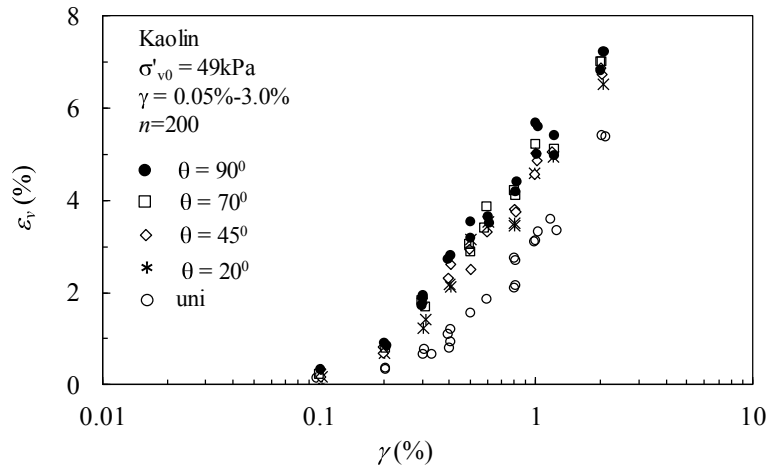 8
6
4
2
0
εv (%)
Kaolin
σ'v0 = 49kPa
γ = 0.05%-3.0%
n=200
θ = 90⁰
θ = 70⁰
θ = 45⁰
θ = 20⁰
uni
0.01 0.1 1 10
γ (%)